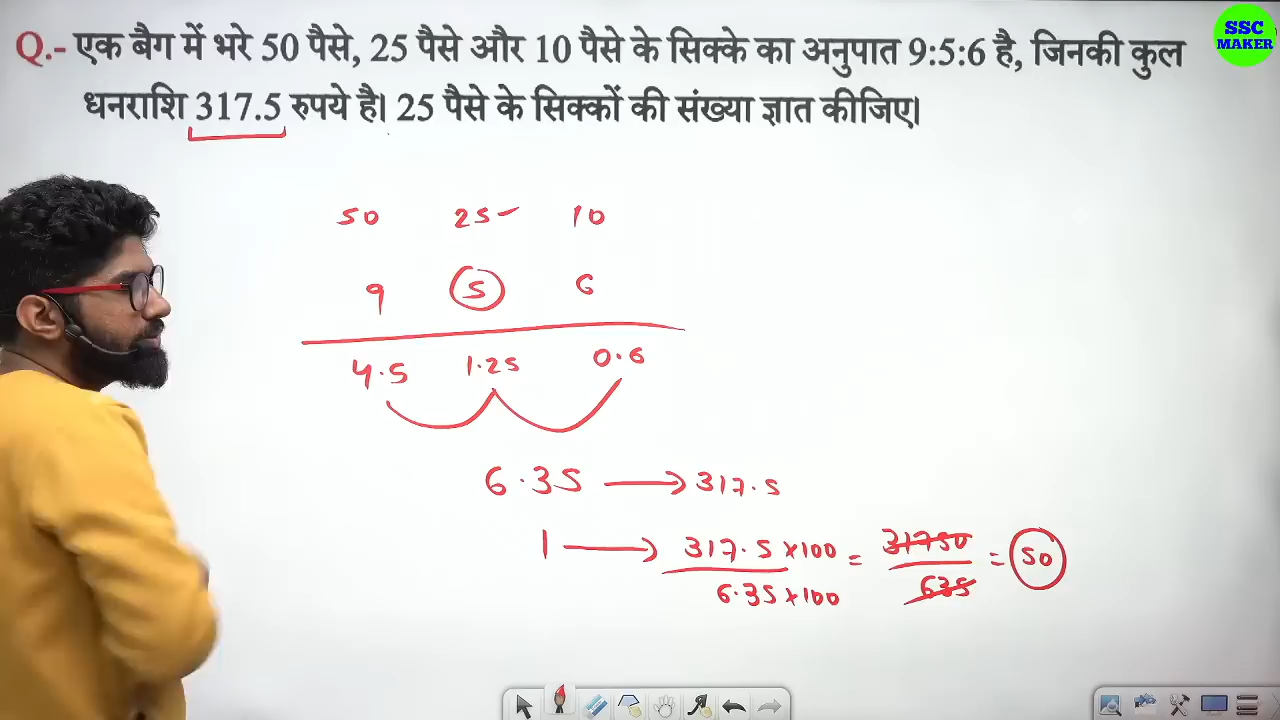 Q.- एक बैग में भरे 50 पैसे, 25 पैसे और 10 पैसे के सिक्के का अनुपात 9:5:6 है, जिनकी कुल
धनराशि 317.5 रुपये है। 25 पैसे के सिक्कों की संख्या ज्ञात कीजिए।
SSC
MAKER
50 25 10
9 5 6
4.5 1.25 0.6
6.35 → 317.5
1 → 317.5×100 = 31750 = 50
6.35×100 635